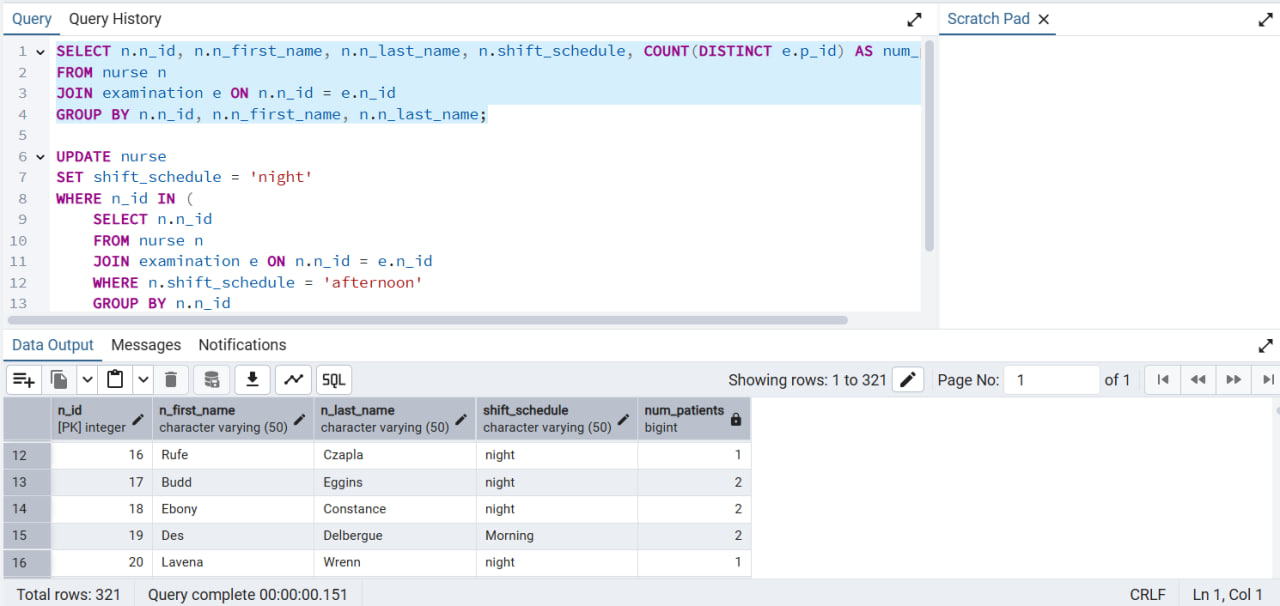 Query Query History
Scratch Pad
1 SELECT n.n_id, n.n_first_name, n.n_last_name, n.shift_schedule, COUNT(DISTINCT e.p_id) AS num_
2 FROM nurse n
3 JOIN examination e ON n.n_id = e.n_id
4 GROUP BY n.n_id, n.n_first_name, n.n_last_name;
5
6 UPDATE nurse
7 SET shift_schedule = 'night'
8 WHERE n_id IN (
9 SELECT n.n_id
10 FROM nurse n
11 JOIN examination e ON n.n_id = e.n_id
12 WHERE n.shift_schedule = 'afternoon'
13 GROUP BY n.n_id
Data Output Messages Notifications
SQL Showing rows: 1 to 321 Page No: 1 of 1
n_id n_first_name n_last_name shift_schedule num_patients
[PK] integer character varying (50) character varying (50) character varying (50) bigint
12 16 Rufe Czapla night 1
13 17 Budd Eggins night 2
14 18 Ebony Constance night 2
15 19 Des Delbergue Morning 2
16 20 Lavena Wrenn night 1
Total rows: 321 Query complete 00:00:00.151 CRLF Ln 1, Col 1